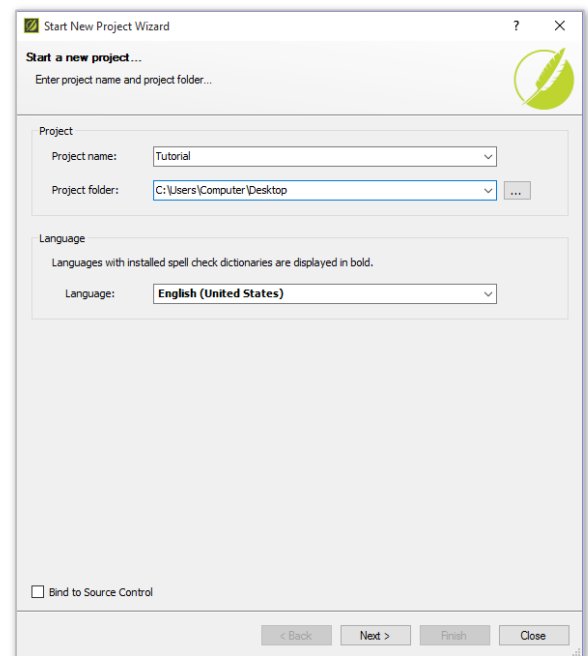 Start New Project Wizard
Start a new project...
Enter project name and project folder...
Project
Project name: Tutorial
Project folder: C:\Users\Computer\Desktop ...
Language
Languages with installed spell check dictionaries are displayed in bold.
Language: English (United States)
Bind to Source Control
< Back Next > Finish Close